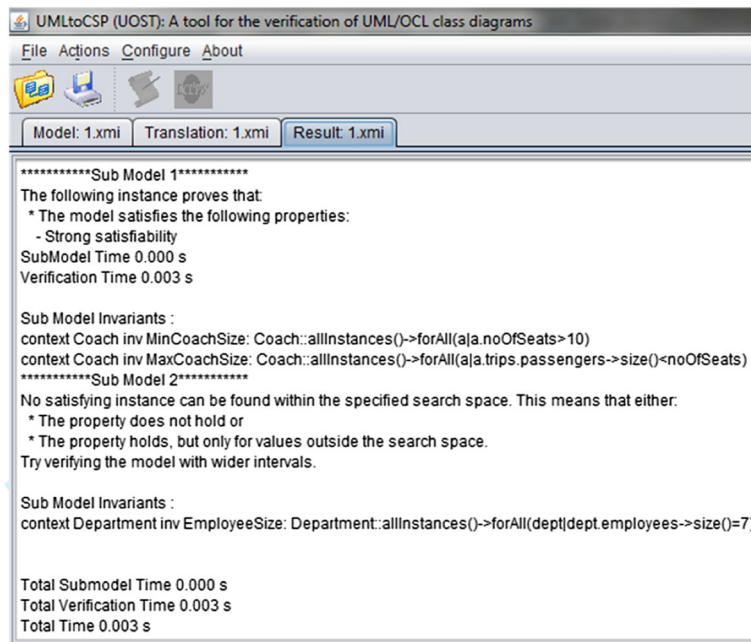 UMLtoCSP (UOST): A tool for the verification of UML/OCL class diagrams
File Actions Configure About
Model: 1.xmi Translation: 1.xmi Result: 1.xmi
***********Sub Model 1***********
The following instance proves that:
* The model satisfies the following properties:
- Strong satisfiability
SubModel Time 0.000 s
Verification Time 0.003 s
Sub Model Invariants :
context Coach inv MinCoachSize: Coach::allInstances()->forAll(a|a.noOfSeats>10)
context Coach inv MaxCoachSize: Coach::allInstances()->forAll(a|a.trips.passengers->size()<noOfSeats)
***********Sub Model 2***********
No satisfying instance can be found within the specified search space. This means that either:
* The property does not hold or
* The property holds, but only for values outside the search space.
Try verifying the model with wider intervals.
Sub Model Invariants :
context Department inv EmployeeSize: Department::allInstances()->forAll(dept|dept.employees->size()=7)
Total Submodel Time 0.000 s
Total Verification Time 0.003 s
Total Time 0.003 s